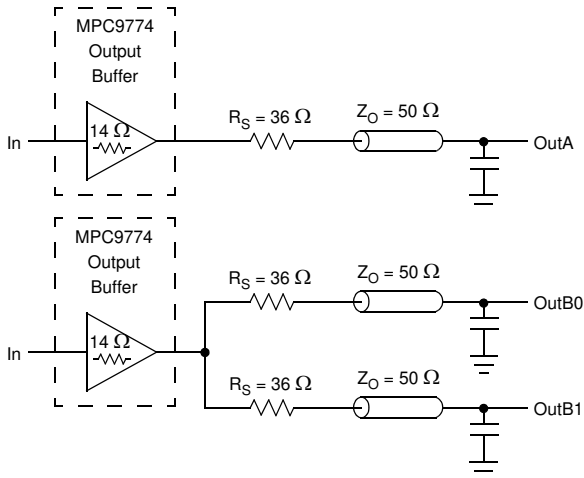 MPC9774
Output
Buffer
In
14 Ω
R_S = 36 Ω
Z_O = 50 Ω
OutA
MPC9774
Output
Buffer
In
14 Ω
R_S = 36 Ω
Z_O = 50 Ω
OutB0
R_S = 36 Ω
Z_O = 50 Ω
OutB1